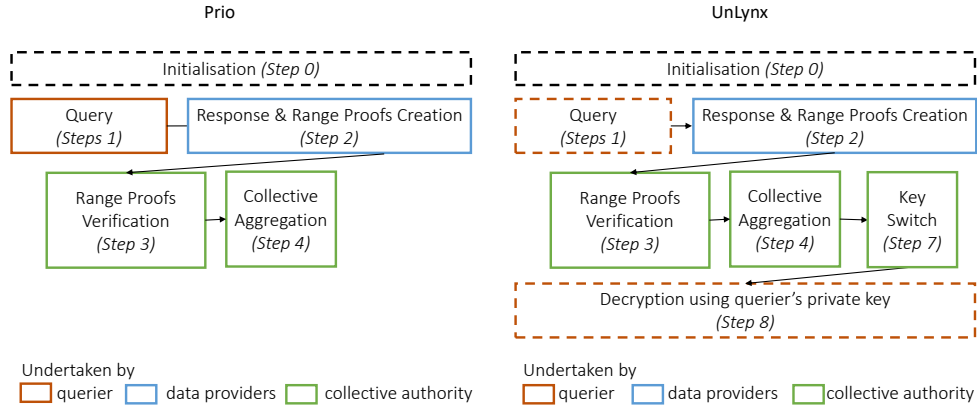 Prio
Initialisation (Step 0)
Query
(Steps 1)
Response & Range Proofs Creation
(Step 2)
Range Proofs
Verification
(Step 3)
Collective
Aggregation
(Step 4)
Undertaken by
querier
data providers
collective authority
UnLynx
Initialisation (Step 0)
Query
(Steps 1)
Response & Range Proofs Creation
(Step 2)
Range Proofs
Verification
(Step 3)
Collective
Aggregation
(Step 4)
Key
Switch
(Step 7)
Decryption using querier's private key
(Step 8)
Undertaken by
querier
data providers
collective authority